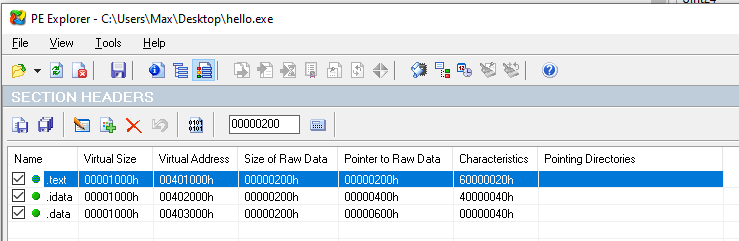 PE Explorer - C:\Users\Max\Desktop\hello.exe
File View Tools Help
SECTION HEADERS
00000200
Name Virtual Size Virtual Address Size of Raw Data Pointer to Raw Data Characteristics Pointing Directories
.text 00001000h 00401000h 00000200h 00000200h 60000020h
.idata 00001000h 00402000h 00000200h 00000400h 40000040h
.data 00001000h 00403000h 00000200h 00000600h 00000040h